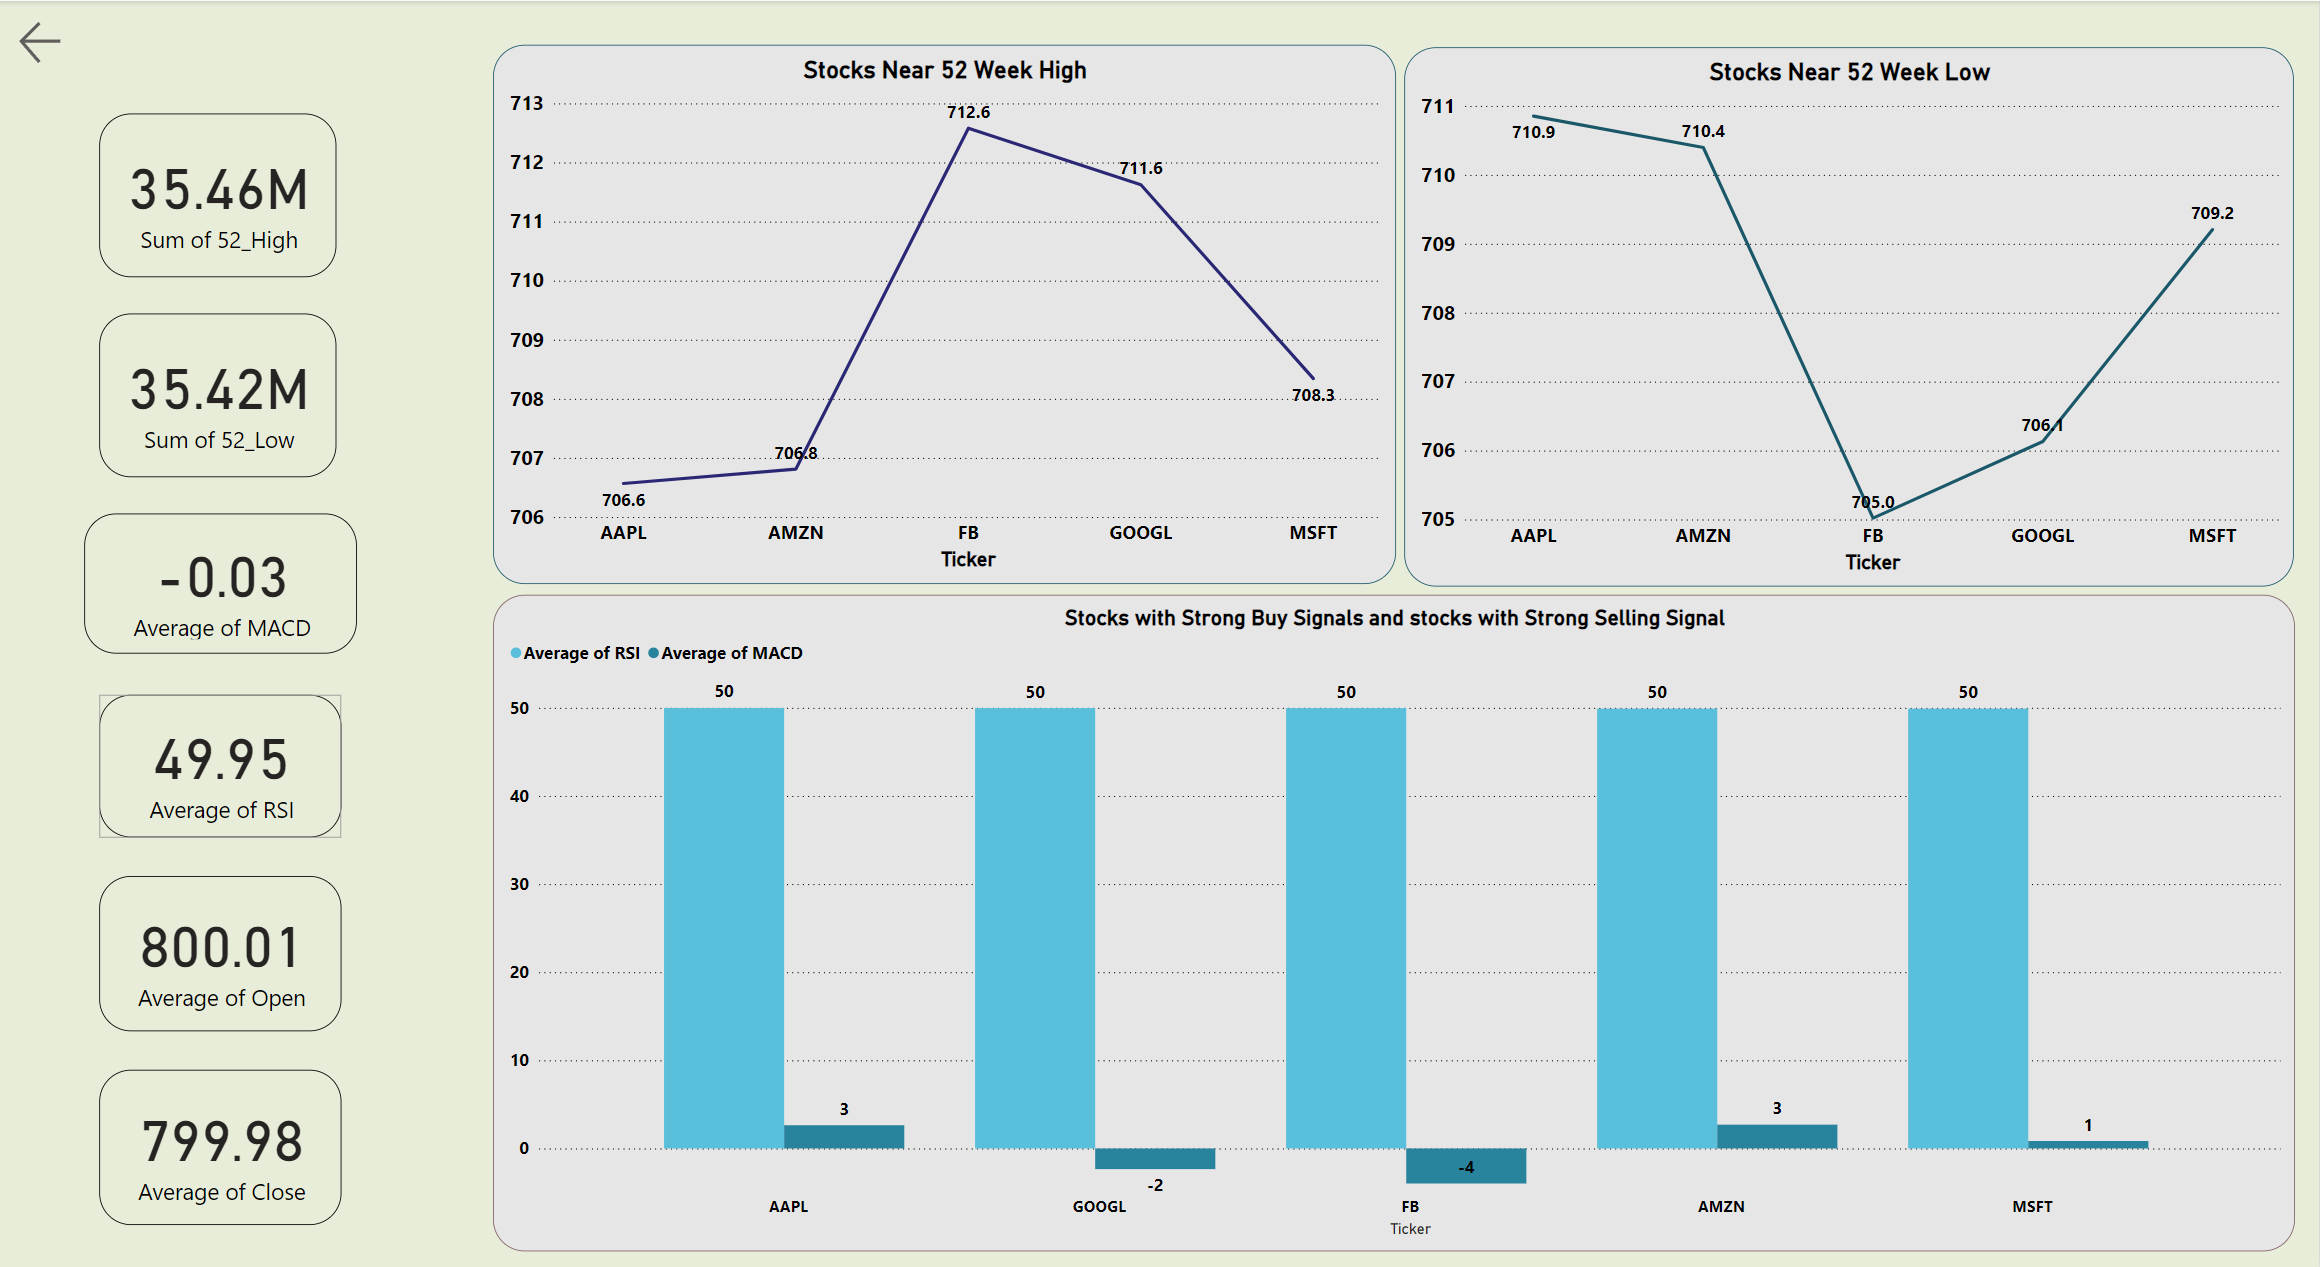 35.46M
Sum of 52_High
35.42M
Sum of 52_Low
-0.03
Average of MACD
49.95
Average of RSI
800.01
Average of Open
799.98
Average of Close
Stocks Near 52 Week High
713
712
711
710
709
708
707
706
706.6
706.8
712.6
711.6
708.3
AAPL AMZN FB GOOGL MSFT
Ticker
Stocks Near 52 Week Low
711
710
709
708
707
706
705
710.9
710.4
705.0
706.1
709.2
AAPL AMZN FB GOOGL MSFT
Ticker
Stocks with Strong Buy Signals and stocks with Strong Selling Signal
Average of RSI Average of MACD
50 50 50 50 50
50
40
30
20
10
0
3 -2 -4 3 1
AAPL GOOGL FB AMZN MSFT
Ticker